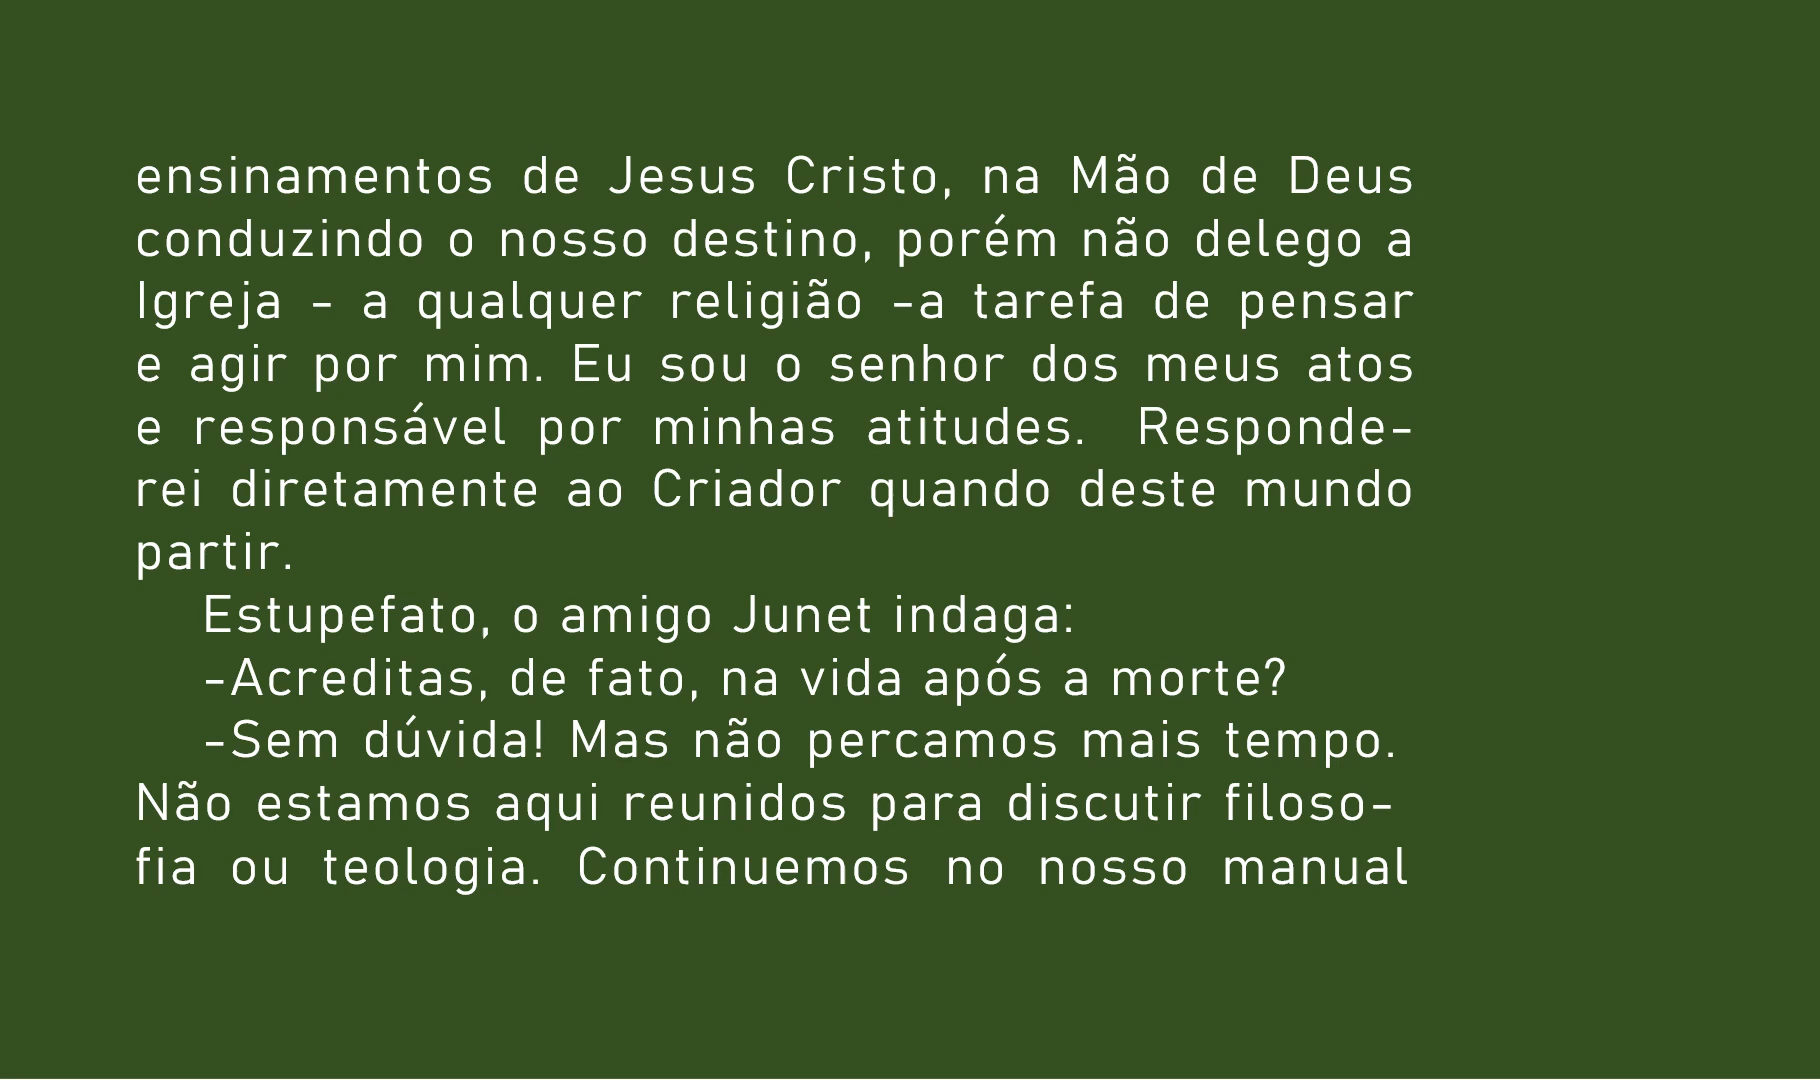 ensinamentos de Jesus Cristo, na Mão de Deus
conduzindo o nosso destino, porém não delego a
Igreja - a qualquer religião -a tarefa de pensar
e agir por mim. Eu sou o senhor dos meus atos
e responsável por minhas atitudes. Responde-
rei diretamente ao Criador quando deste mundo
partir.
Estupefato, o amigo Junet indaga:
-Acreditas, de fato, na vida após a morte?
-Sem dúvida! Mas não percamos mais tempo.
Não estamos aqui reunidos para discutir filoso-
fia ou teologia. Continuemos no nosso manual